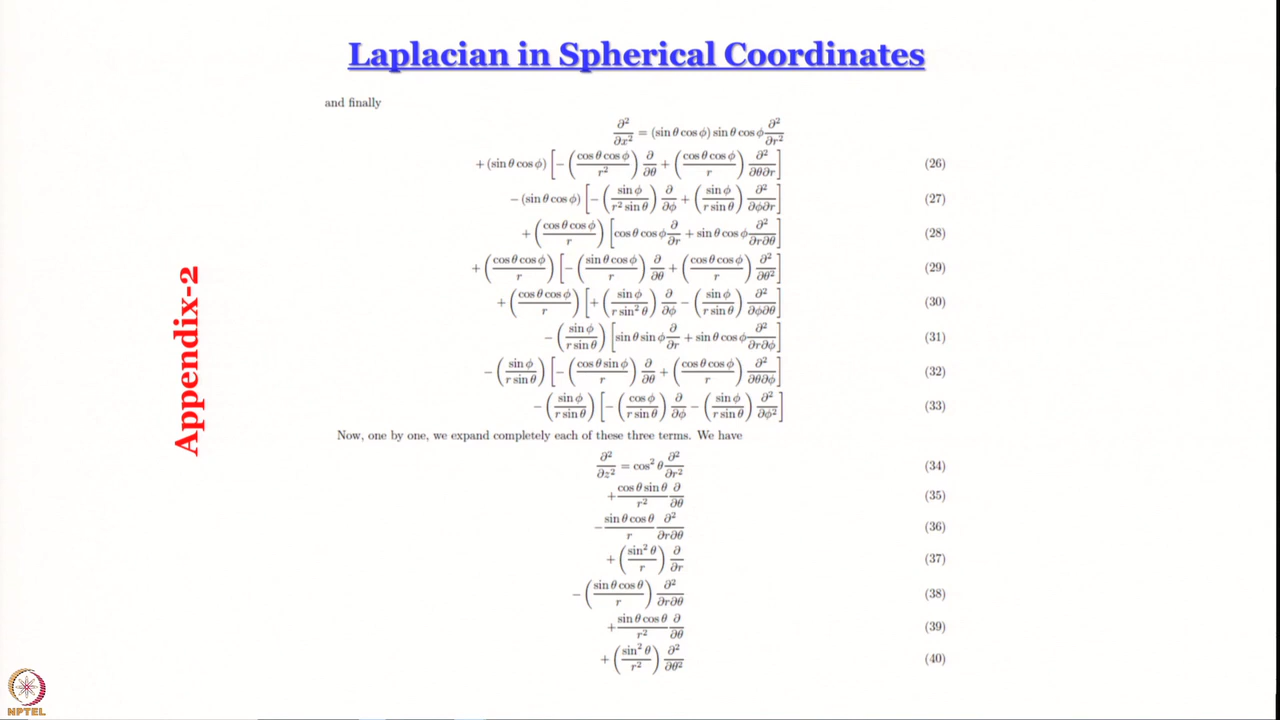 Laplacian in Spherical Coordinates
Appendix-2
and finally
∂²/∂x² = (sin θ cos φ) sin θ cos φ ∂²/∂r²
+ (sin θ cos φ) [− (cos θ cos φ / r²) ∂/∂θ + (cos θ cos φ / r) ∂²/∂θ∂r] (26)
− (sin θ cos φ) [− (sin φ / r² sin θ) ∂/∂φ + (sin φ / r sin θ) ∂²/∂φ∂r] (27)
+ (cos θ cos φ / r) [cos θ cos φ ∂/∂r + sin θ cos φ ∂²/∂r∂θ] (28)
+ (cos θ cos φ / r) [− (sin θ cos φ / r) ∂/∂θ + (cos θ cos φ / r) ∂²/∂θ²] (29)
+ (cos θ cos φ / r) [+ (sin φ / r sin² θ) ∂/∂φ − (sin φ / r sin θ) ∂²/∂φ∂θ] (30)
− (sin φ / r sin θ) [sin θ sin φ ∂/∂r + sin θ cos φ ∂²/∂r∂φ] (31)
− (sin φ / r sin θ) [− (cos θ sin φ / r) ∂/∂θ + (cos θ cos φ / r) ∂²/∂θ∂φ] (32)
− (sin φ / r sin θ) [− (cos φ / r sin θ) ∂/∂φ − (sin φ / r sin θ) ∂²/∂φ²] (33)
Now, one by one, we expand completely each of these three terms. We have
∂²/∂z² = cos² θ ∂²/∂r² (34)
+ cos θ sin θ / r² ∂/∂θ (35)
− sin θ cos θ / r ∂²/∂r∂θ (36)
+ (sin² θ / r) ∂/∂r (37)
− (sin θ cos θ / r) ∂²/∂r∂θ (38)
+ sin θ cos θ / r² ∂/∂θ (39)
+ (sin² θ / r²) ∂²/∂θ² (40)
NPTEL